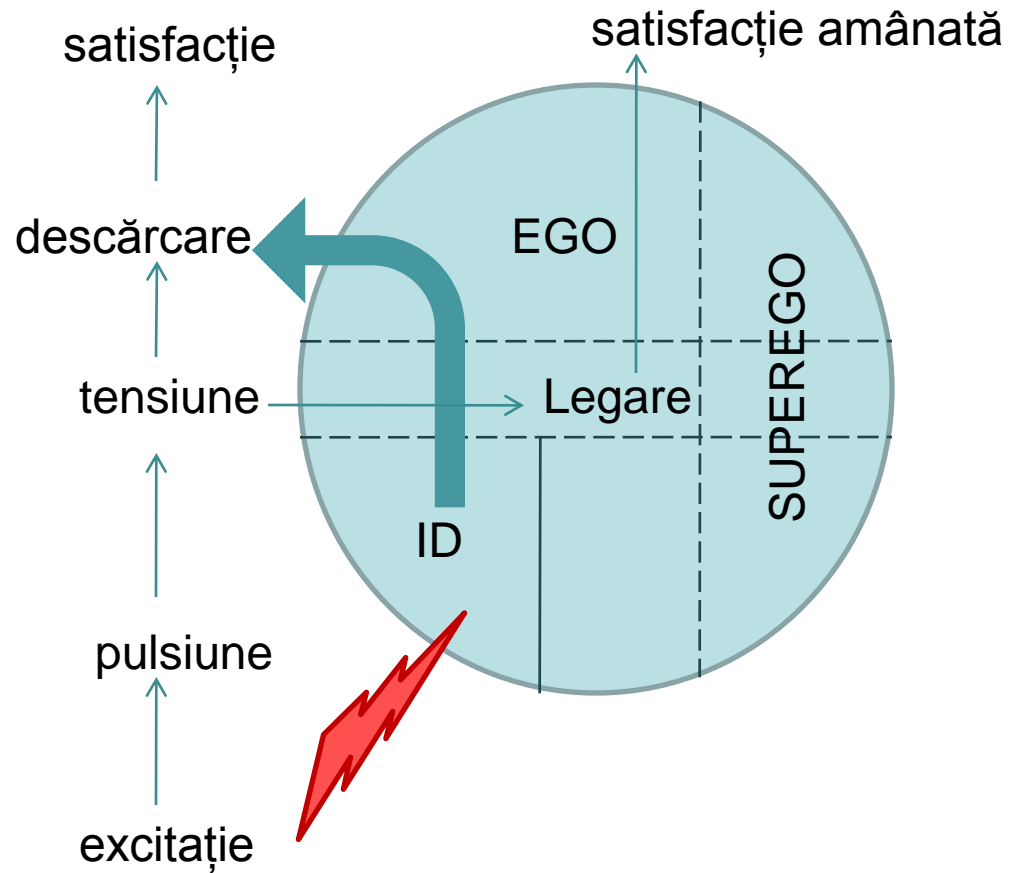 satisfacție
satisfacție amânată
descărcare
EGO
SUPEREGO
tensiune
Legare
ID
pulsiune
excitație